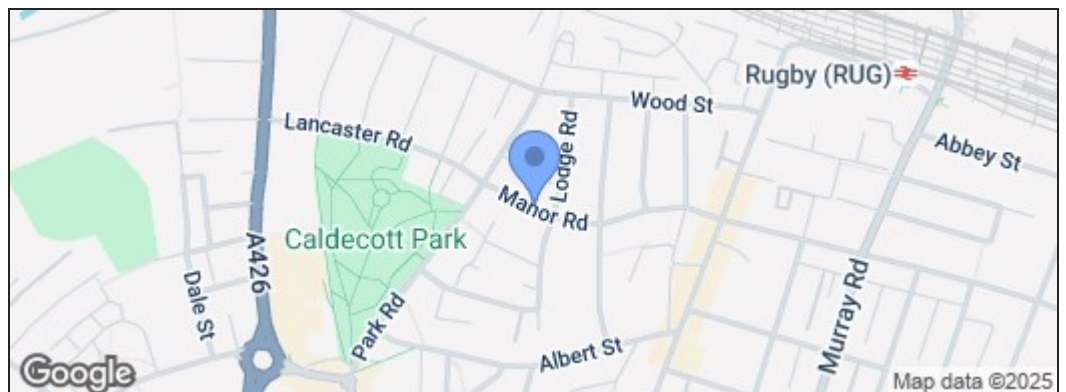 Rugby (RUG)
Wood St
Lancaster Rd
Lodge Rd
Abbey St
Manor Rd
Caldecott Park
A426
Dale St
Park Rd
Murray Rd
Albert St
Google
Map data ©2025